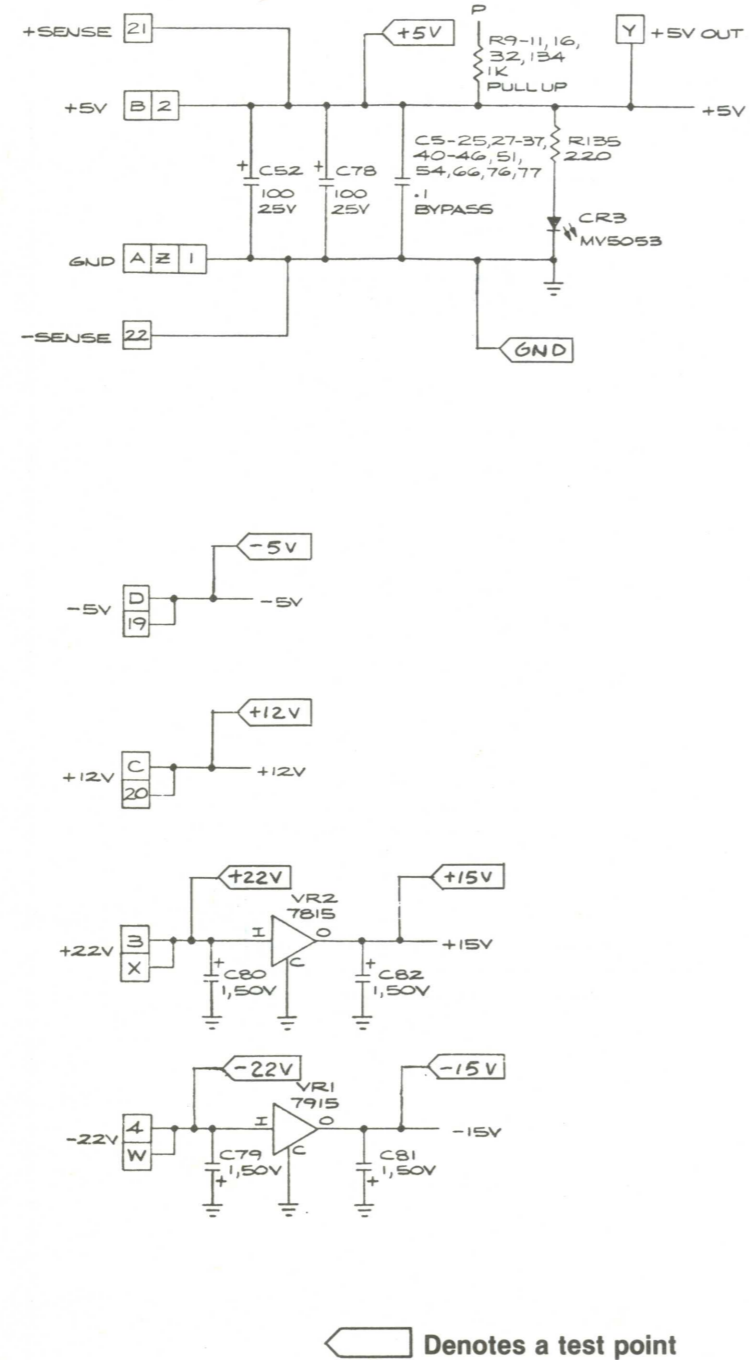 +SENSE 21
+5V
P
R9-11,16,
32,134
1K
PULL UP
Y +5V OUT
+5V B 2
+5V
+ C52
100
25V
+ C78
100
25V
C5-25,27-37,
40-46,51,
54,66,76,77
.1
BYPASS
R135
220
CR3
MV5053
GND A Z 1
-SENSE 22
GND
-5V
-5V D 19 -5V
+12V
+12V C 20 +12V
+22V
VR2
7815
+15V
+22V 3 X
I O C
+15V
+ C80
1,50V
+ C82
1,50V
-22V
VR1
7915
-15V
-22V 4 W
I O C
-15V
C79
1,50V
+
C81
1,50V
+
Denotes a test point